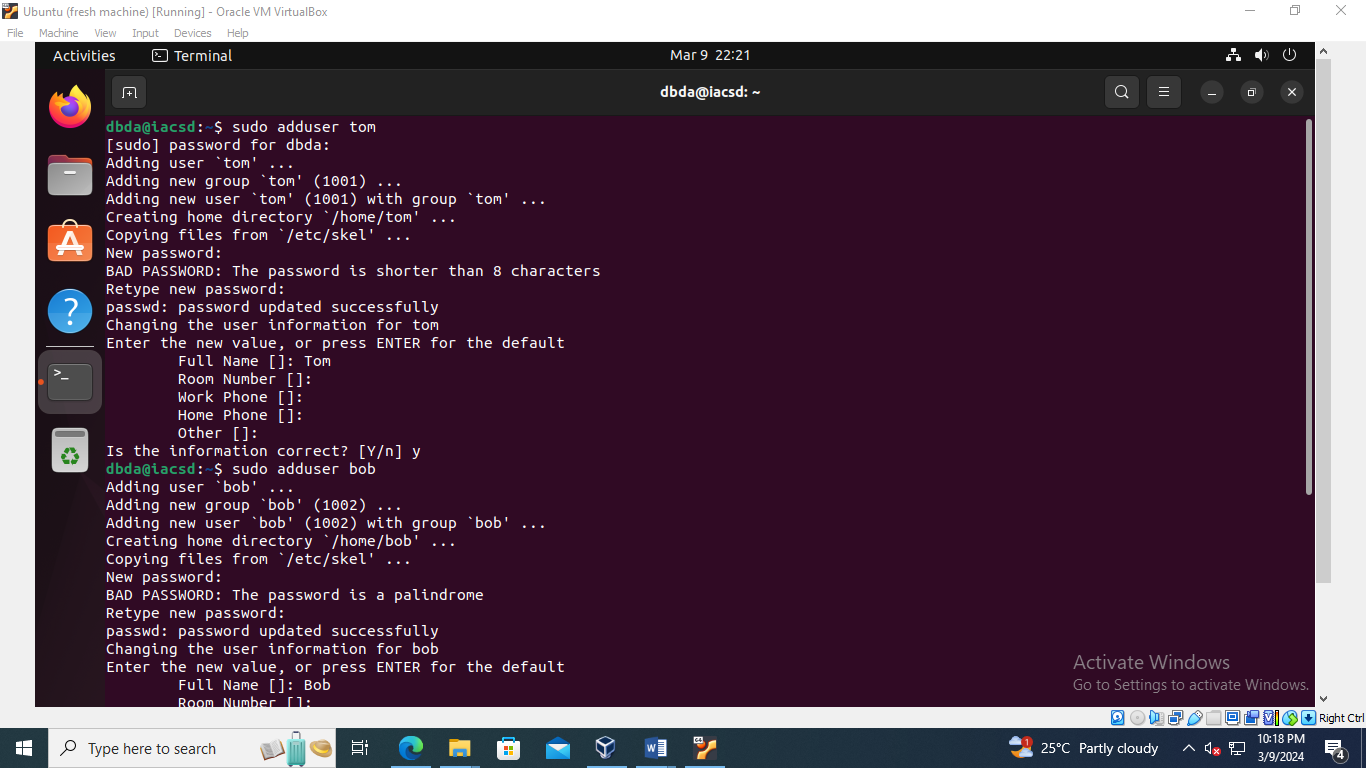 Ubuntu (fresh machine) [Running] - Oracle VM VirtualBox
File Machine View Input Devices Help
Activities Terminal Mar 9 22:21
dbda@iacsd: ~
dbda@iacsd:~$ sudo adduser tom
[sudo] password for dbda:
Adding user `tom' ...
Adding new group `tom' (1001) ...
Adding new user `tom' (1001) with group `tom' ...
Creating home directory `/home/tom' ...
Copying files from `/etc/skel' ...
New password:
BAD PASSWORD: The password is shorter than 8 characters
Retype new password:
passwd: password updated successfully
Changing the user information for tom
Enter the new value, or press ENTER for the default
Full Name []: Tom
Room Number []:
Work Phone []:
Home Phone []:
Other []:
Is the information correct? [Y/n] y
dbda@iacsd:~$ sudo adduser bob
Adding user `bob' ...
Adding new group `bob' (1002) ...
Adding new user `bob' (1002) with group `bob' ...
Creating home directory `/home/bob' ...
Copying files from `/etc/skel' ...
New password:
BAD PASSWORD: The password is a palindrome
Retype new password:
passwd: password updated successfully
Changing the user information for bob
Enter the new value, or press ENTER for the default
Full Name []: Bob
Room Number []:
Activate Windows
Go to Settings to activate Windows.
Right Ctrl
Type here to search
1
25°C Partly cloudy
10:18 PM
3/9/2024
4